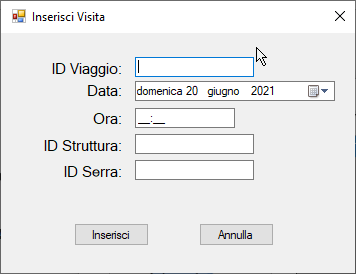 Inserisci Visita
ID Viaggio:
Data: domenica 20 giugno 2021
Ora: __:__
ID Struttura:
ID Serra:
Inserisci Annulla